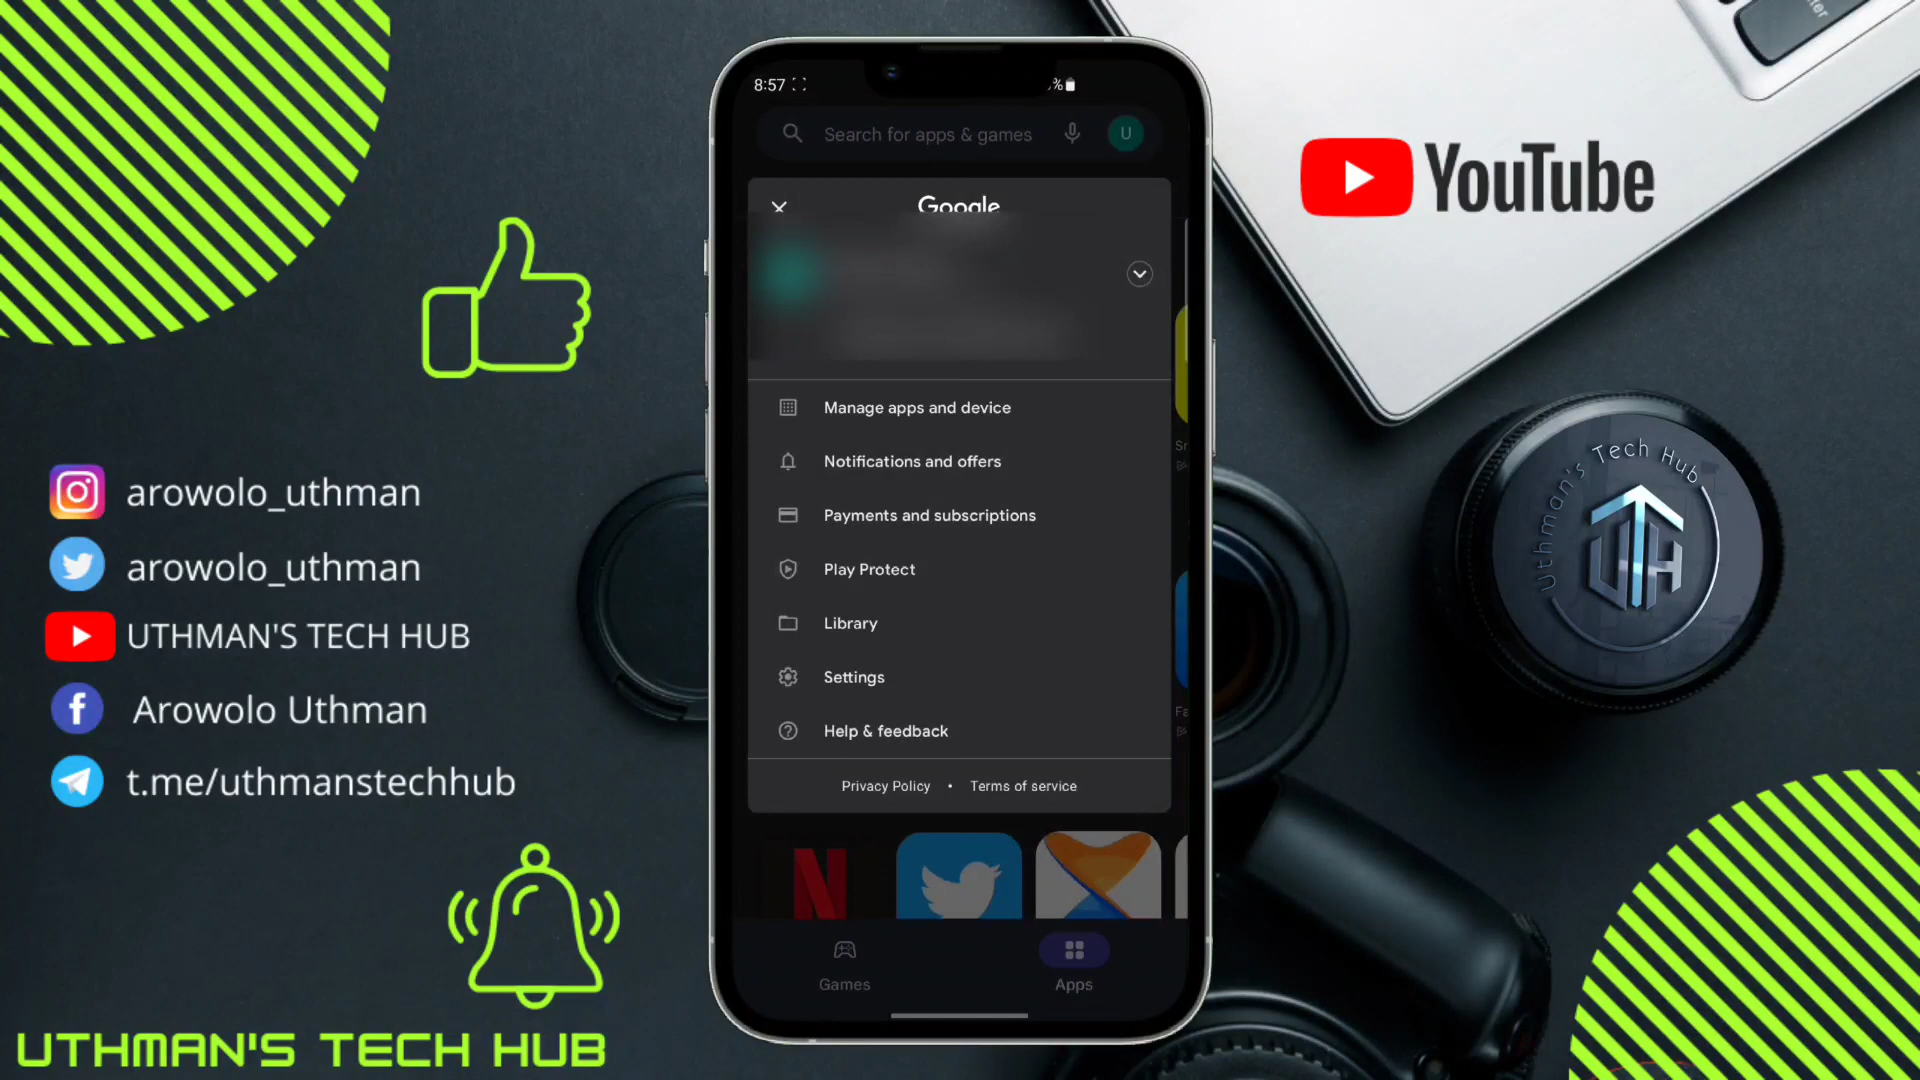 8:57
%
Search for apps & games
U
Google
Manage apps and device
Notifications and offers
Payments and subscriptions
Play Protect
Library
Settings
Help & feedback
Privacy Policy • Terms of service
N
Games
Apps
YouTube
Uthman's Tech Hub
UTH
arowolo_uthman
arowolo_uthman
UTHMAN'S TECH HUB
f Arowolo Uthman
t.me/uthmanstechhub
UTHMAN'S TECH HUB